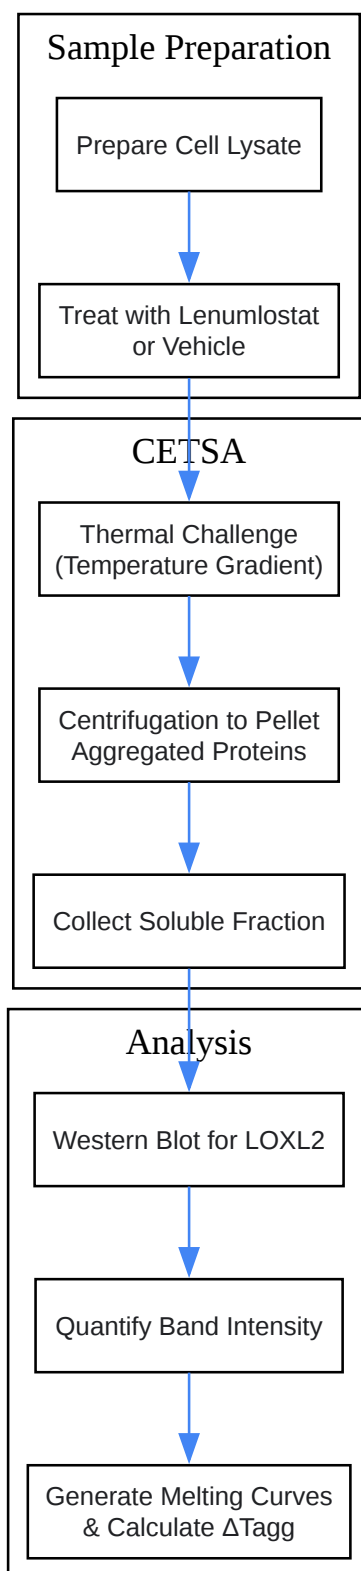 Sample Preparation
Prepare Cell Lysate
Treat with Lenumlostat
or Vehicle
CETSA
Thermal Challenge
(Temperature Gradient)
Centrifugation to Pellet
Aggregated Proteins
Collect Soluble Fraction
Analysis
Western Blot for LOXL2
Quantify Band Intensity
Generate Melting Curves
& Calculate ΔTagg